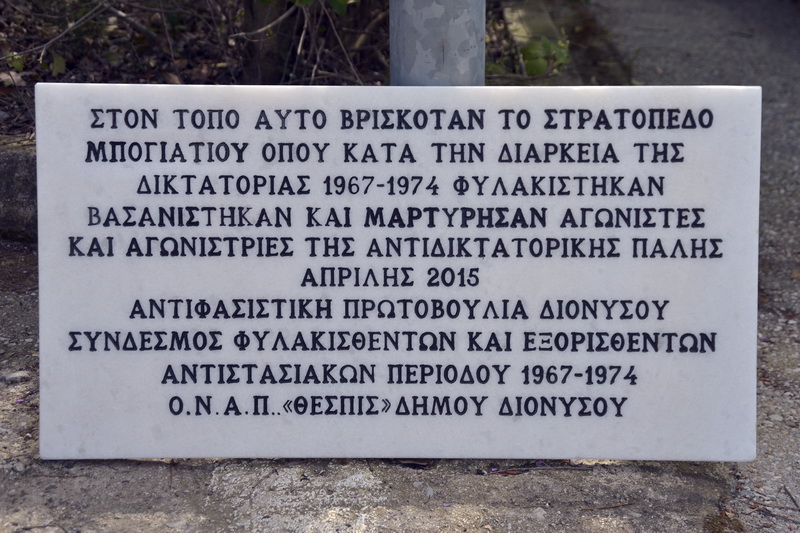 ΣΤΟΝ ΤΟΠΟ ΑΥΤΟ ΒΡΙΣΚΟΤΑΝ ΤΟ ΣΤΡΑΤΟΠΕΔΟ
ΜΠΟΓΙΑΤΙΟΥ ΟΠΟΥ ΚΑΤΑ ΤΗΝ ΔΙΑΡΚΕΙΑ ΤΗΣ
ΔΙΚΤΑΤΟΡΙΑΣ 1967-1974 ΦΥΛΑΚΙΣΤΗΚΑΝ
ΒΑΣΑΝΙΣΤΗΚΑΝ ΚΑΙ ΜΑΡΤΥΡΗΣΑΝ ΑΓΩΝΙΣΤΕΣ
ΚΑΙ ΑΓΩΝΙΣΤΡΙΕΣ ΤΗΣ ΑΝΤΙΔΙΚΤΑΤΟΡΙΚΗΣ ΠΑΛΗΣ
ΑΠΡΙΛΗΣ 2015
ΑΝΤΙΦΑΣΙΣΤΙΚΗ ΠΡΩΤΟΒΟΥΛΙΑ ΔΙΟΝΥΣΟΥ
ΣΥΝΔΕΣΜΟΣ ΦΥΛΑΚΙΣΘΕΝΤΩΝ ΚΑΙ ΕΞΟΡΙΣΘΕΝΤΩΝ
ΑΝΤΙΣΤΑΣΙΑΚΩΝ ΠΕΡΙΟΔΟΥ 1967-1974
Ο.Ν.Α.Π..«ΘΕΣΠΙΣ» ΔΗΜΟΥ ΔΙΟΝΥΣΟΥ